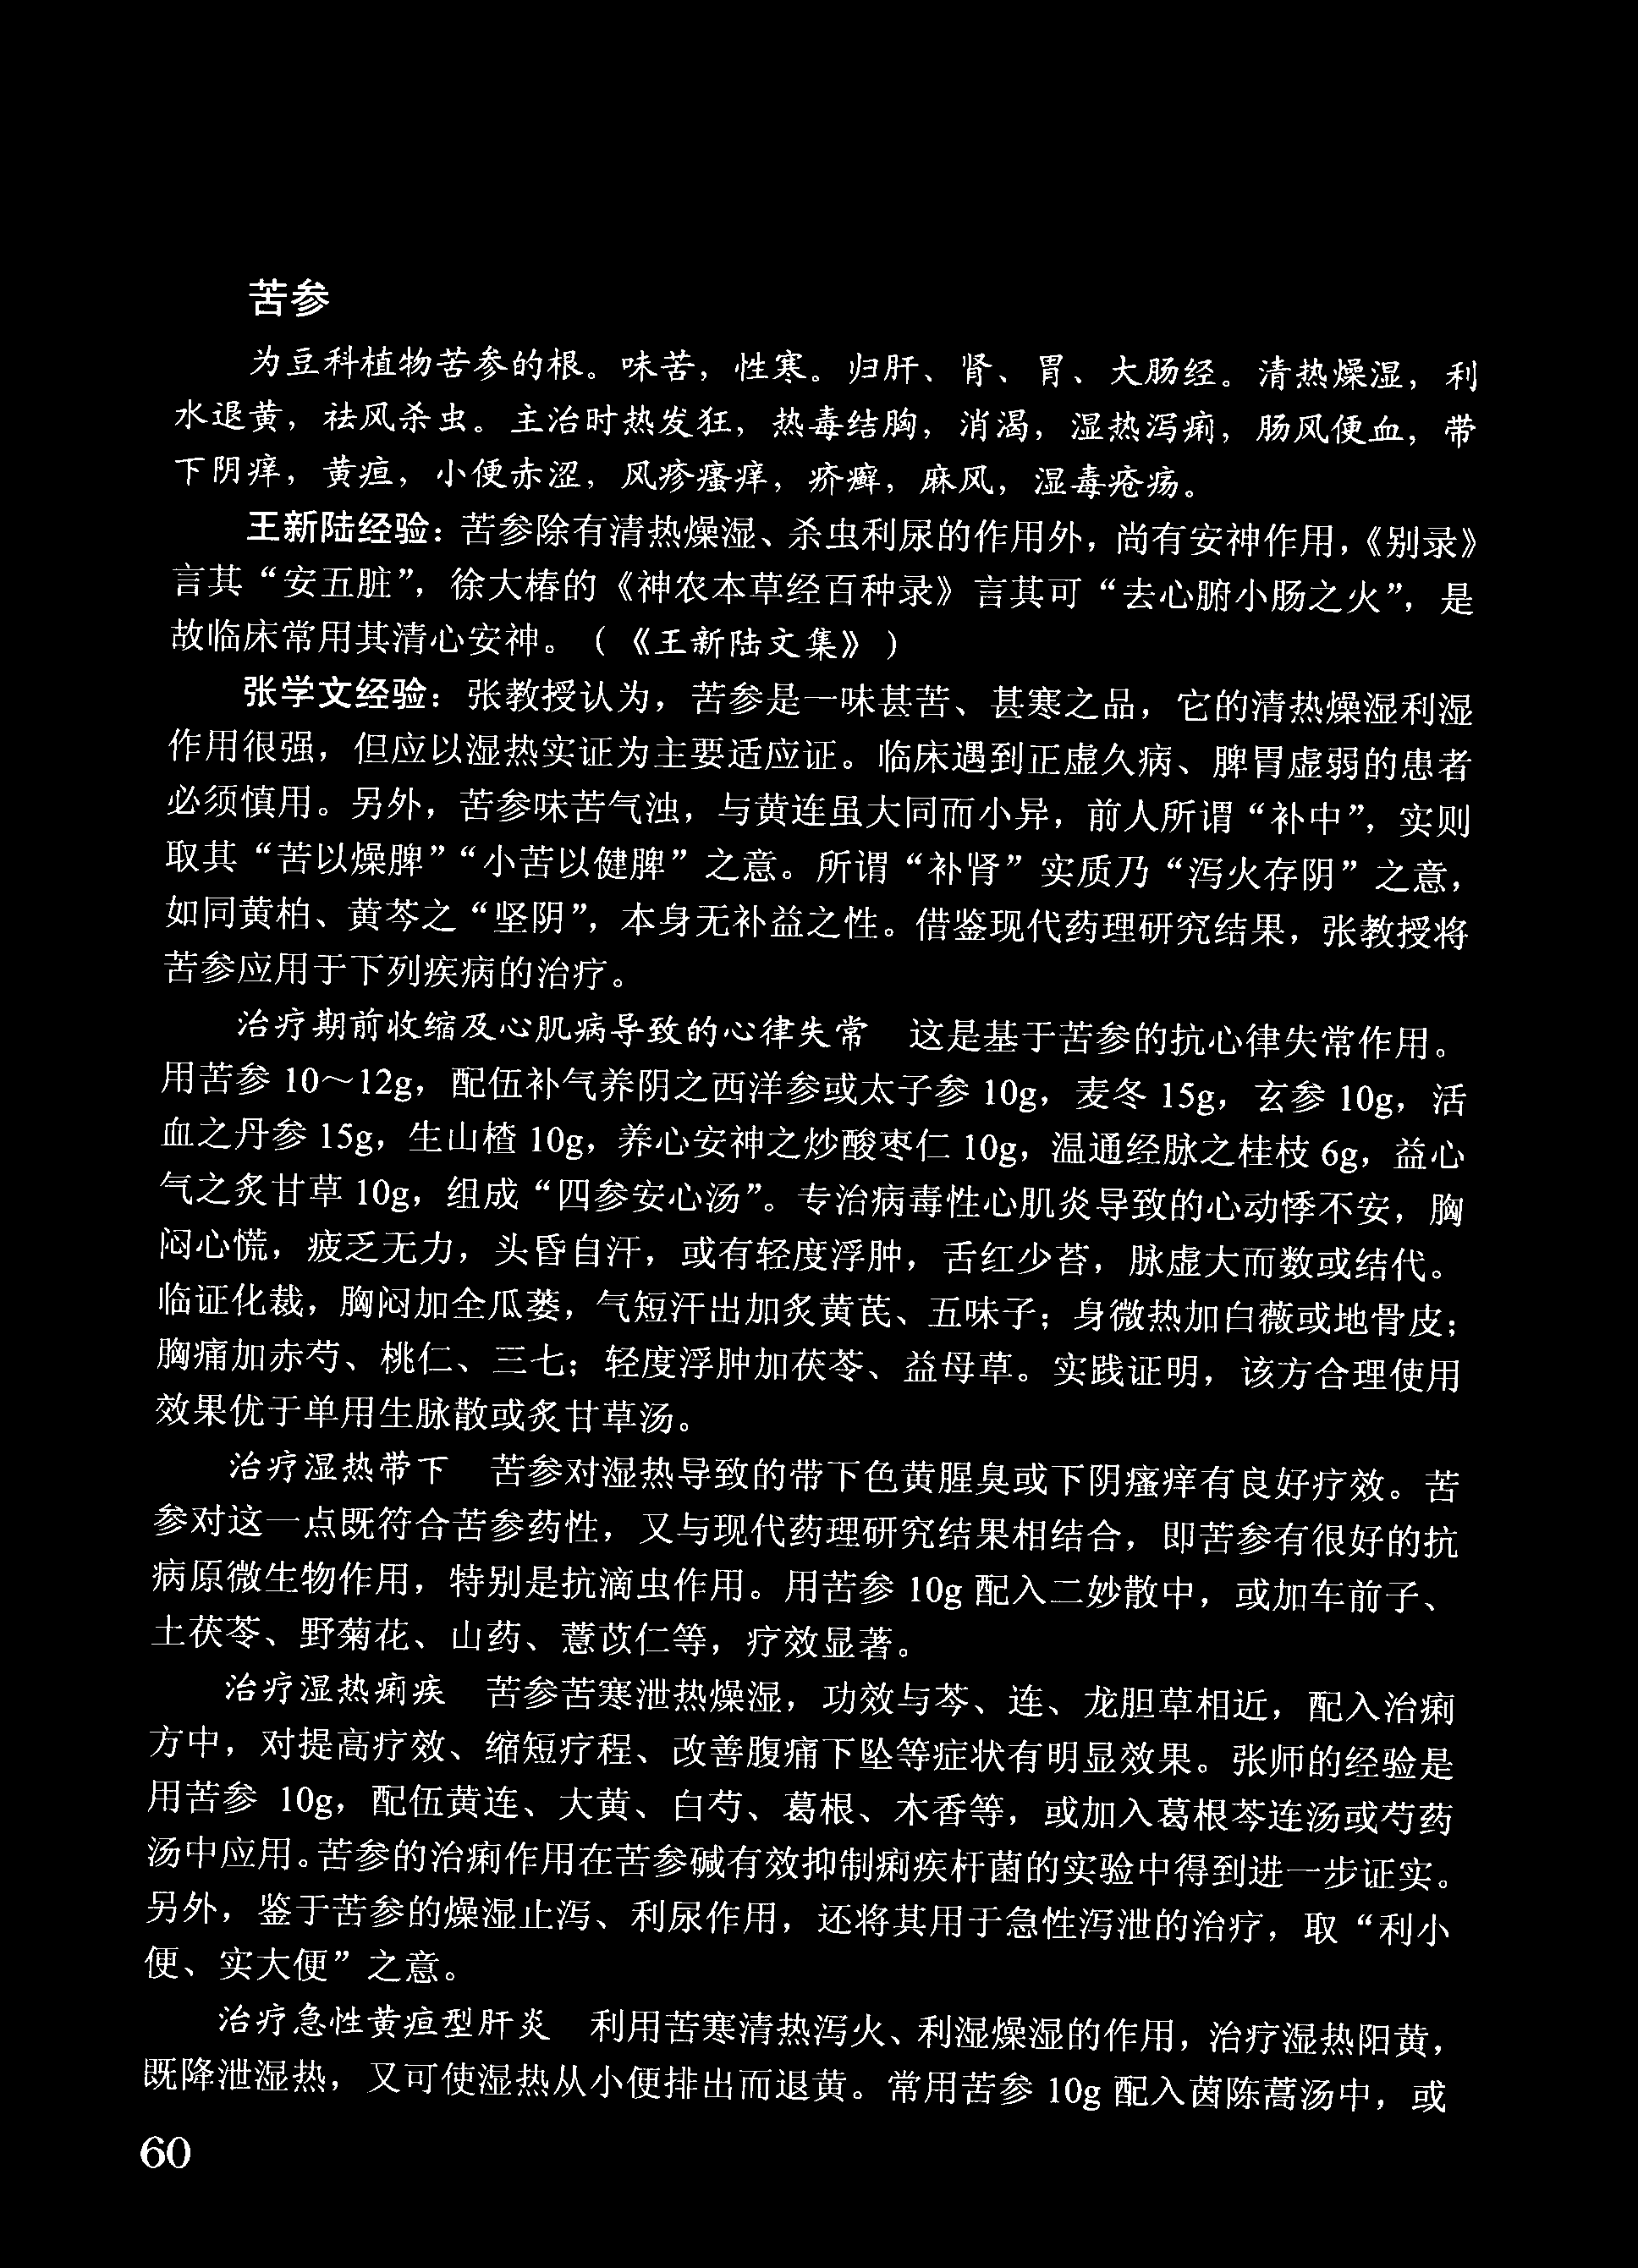 苦参
为豆科植物苦参的根。味苦，性寒。归肝、肾、胃、大肠经。清热燥湿，利
水退黄，祛风杀虫。主治时热发狂，热毒结胸，消渴，湿热泻痢，肠风便血，带
下阴痒，黄疸，小便赤涩，风疹瘙痒，疥癣，麻风，湿毒疮疡。
王新陆经验：苦参除有清热燥湿、杀虫利尿的作用外，尚有安神作用，《别录》
言其“安五脏”，徐大椿的《神农本草经百种录》言其可“去心腑小肠之火”，是
故临床常用其清心安神。（《王新陆文集》）
张学文经验：张教授认为，苦参是一味甚苦、甚寒之品，它的清热燥湿利湿
作用很强，但应以湿热实证为主要适应证。临床遇到正虚久病、脾胃虚弱的患者
必须慎用。另外，苦参味苦气浊，与黄连虽大同而小异，前人所谓“补中”，实则
取其“苦以燥脾”“小苦以健脾”之意。所谓“补肾”实质乃“泻火存阴”之意，
如同黄柏、黄芩之“坚阴”，本身无补益之性。借鉴现代药理研究结果，张教授将
苦参应用于下列疾病的治疗。
治疗期前收缩及心肌病导致的心律失常　这是基于苦参的抗心律失常作用。
用苦参 10～12g，配伍补气养阴之西洋参或太子参 10g，麦冬 15g，玄参 10g，活
血之丹参 15g，生山楂 10g，养心安神之炒酸枣仁 10g，温通经脉之桂枝 6g，益心
气之炙甘草 10g，组成“四参安心汤”。专治病毒性心肌炎导致的心动悸不安，胸
闷心慌，疲乏无力，头昏自汗，或有轻度浮肿，舌红少苔，脉虚大而数或结代。
临证化裁，胸闷加全瓜蒌，气短汗出加炙黄芪、五味子；身微热加白薇或地骨皮；
胸痛加赤芍、桃仁、三七；轻度浮肿加茯苓、益母草。实践证明，该方合理使用
效果优于单用生脉散或炙甘草汤。
治疗湿热带下　苦参对湿热导致的带下色黄腥臭或下阴瘙痒有良好疗效。苦
参对这一点既符合苦参药性，又与现代药理研究结果相结合，即苦参有很好的抗
病原微生物作用，特别是抗滴虫作用。用苦参 10g 配入二妙散中，或加车前子、
土茯苓、野菊花、山药、薏苡仁等，疗效显著。
治疗湿热痢疾　苦参苦寒泄热燥湿，功效与芩、连、龙胆草相近，配入治痢
方中，对提高疗效、缩短疗程、改善腹痛下坠等症状有明显效果。张师的经验是
用苦参 10g，配伍黄连、大黄、白芍、葛根、木香等，或加入葛根芩连汤或芍药
汤中应用。苦参的治痢作用在苦参碱有效抑制痢疾杆菌的实验中得到进一步证实。
另外，鉴于苦参的燥湿止泻、利尿作用，还将其用于急性泻泄的治疗，取“利小
便、实大便”之意。
治疗急性黄疸型肝炎　利用苦寒清热泻火、利湿燥湿的作用，治疗湿热阳黄，
既降泄湿热，又可使湿热从小便排出而退黄。常用苦参 10g 配入茵陈蒿汤中，或
60